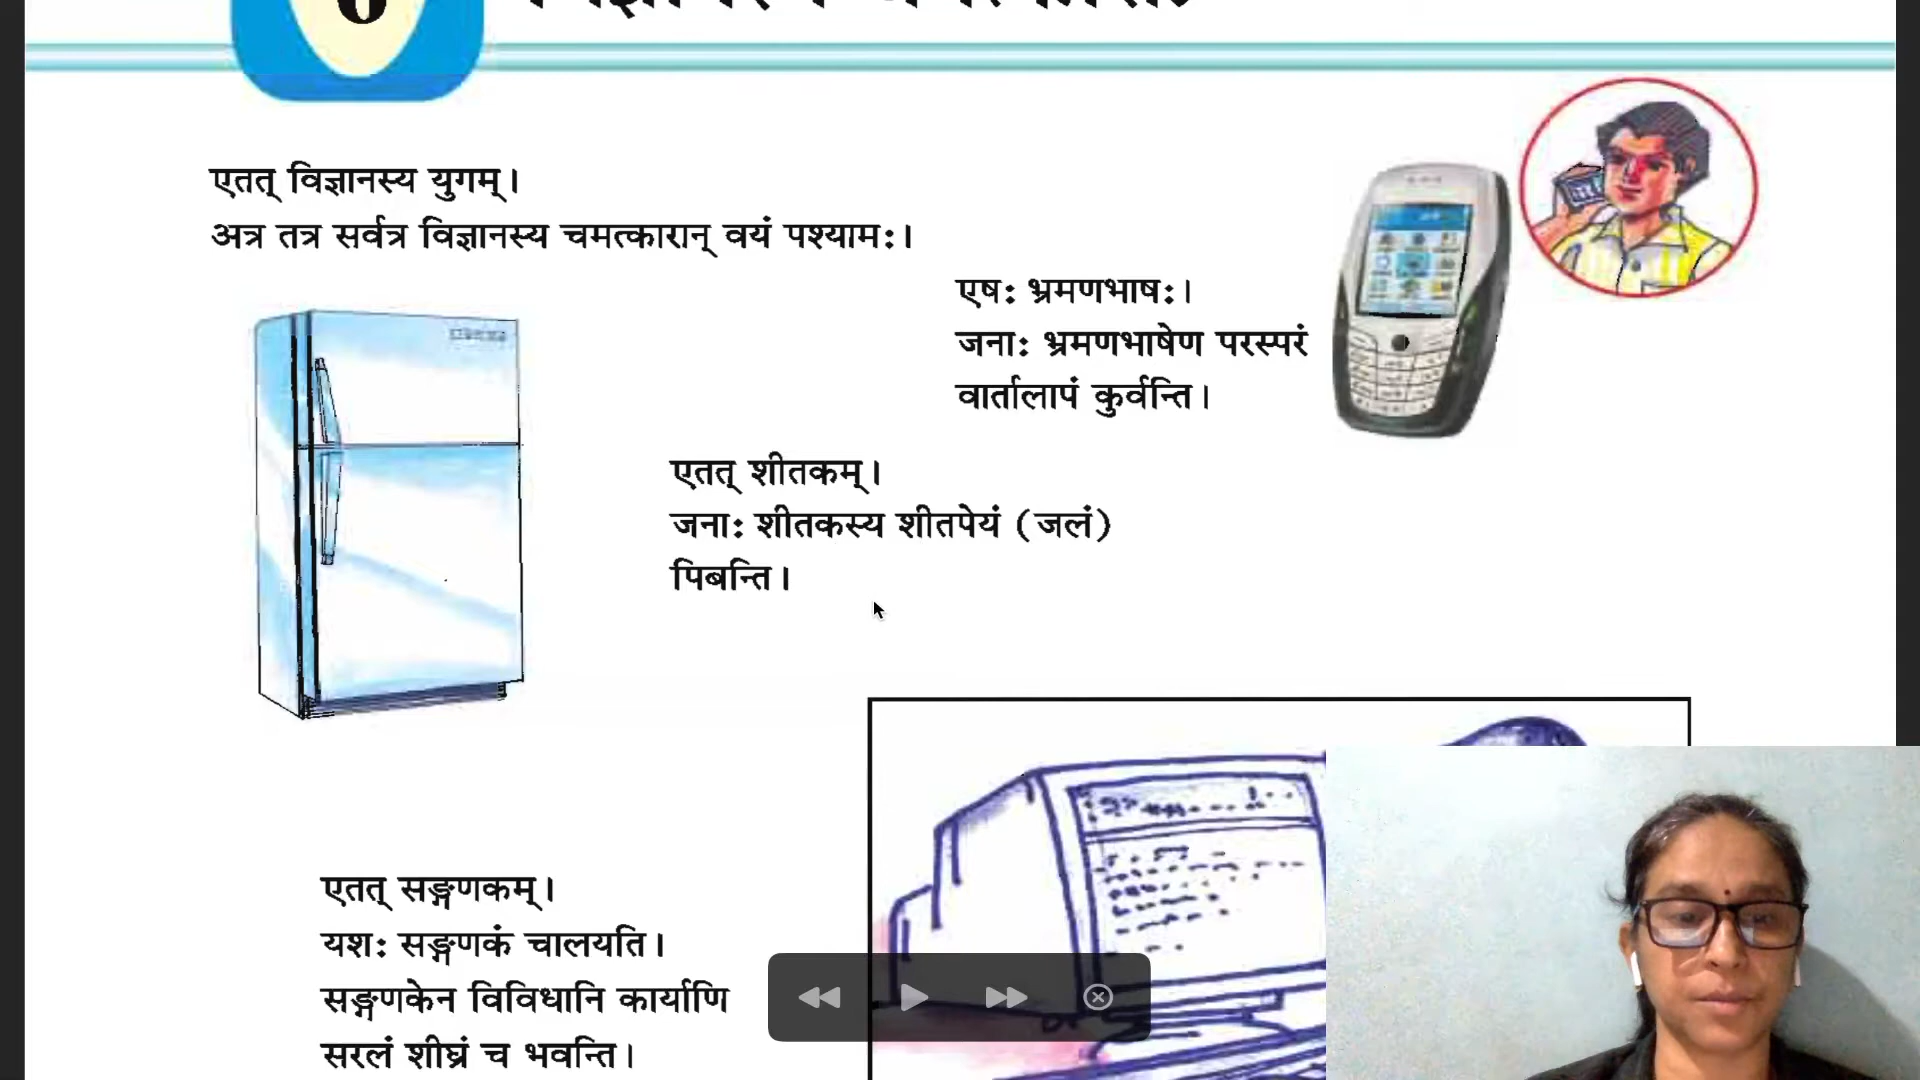 एतत् विज्ञानस्य युगम्।
अत्र तत्र सर्वत्र विज्ञानस्य चमत्कारान् वयं पश्यामः।
एषः भ्रमणभाषः।
जनाः भ्रमणभाषेण परस्परं
वार्तालापं कुर्वन्ति।
एतत् शीतकम्।
जनाः शीतकस्य शीतपेयं (जलं)
पिबन्ति।
एतत् सङ्गणकम्।
यशः सङ्गणकं चालयति।
सङ्गणकेन विविधानि कार्याणि
सरलं शीघ्रं च भवन्ति।